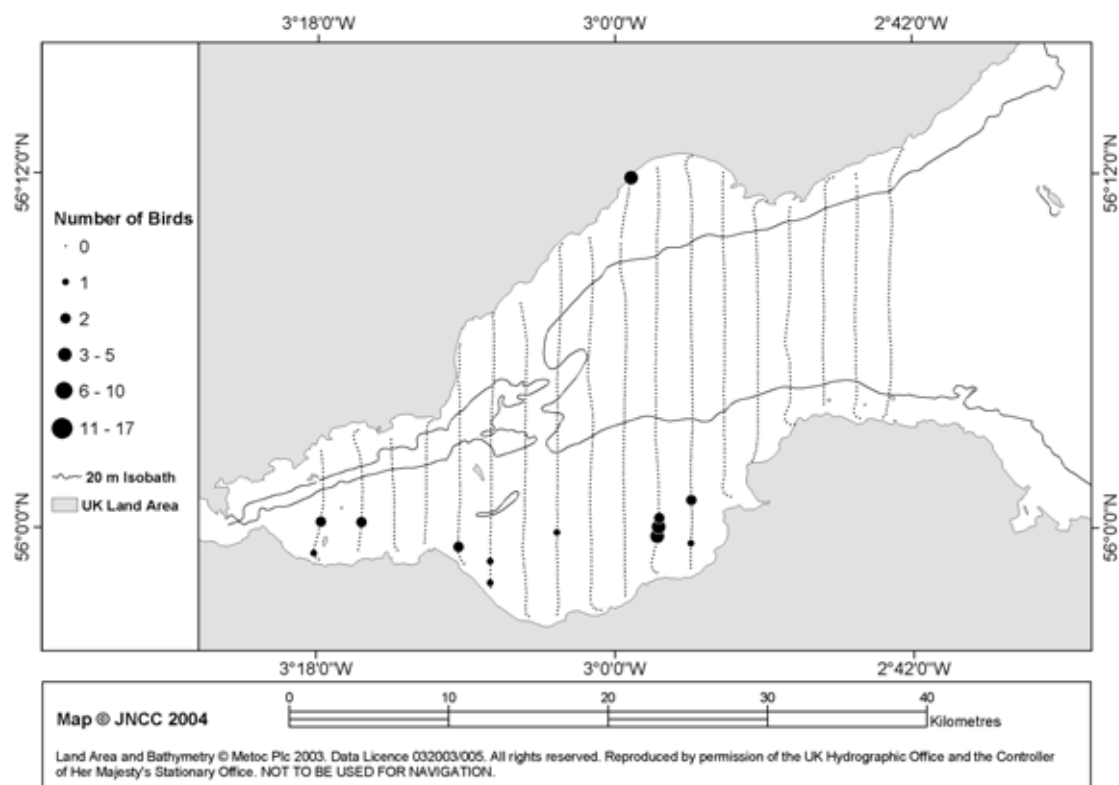 3°18'0"W 3°0'0"W 2°42'0"W
56°12'0"N 56°12'0"N
Number of Birds
0
1
2
3 - 5
6 - 10
11 - 17
20 m Isobath
UK Land Area
56°0'0"N 56°0'0"N
3°18'0"W 3°0'0"W 2°42'0"W
0 10 20 30 40
Map © JNCC 2004
Kilometres
Land Area and Bathymetry © Metoc Plc 2003. Data Licence 032003/005. All rights reserved. Reproduced by permission of the UK Hydrographic Office and the Controller
of Her Majesty's Stationary Office. NOT TO BE USED FOR NAVIGATION.